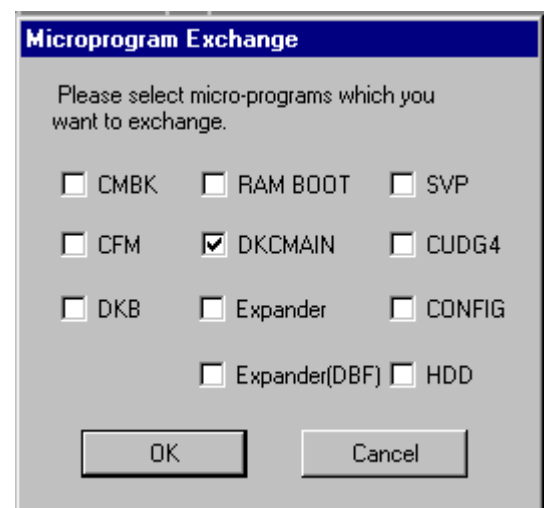 Microprogram Exchange
Please select micro-programs which you
want to exchange.
CMBK RAM BOOT SVP
CFM DKCMAIN CUDG4
DKB Expander CONFIG
Expander(DBF) HDD
OK Cancel